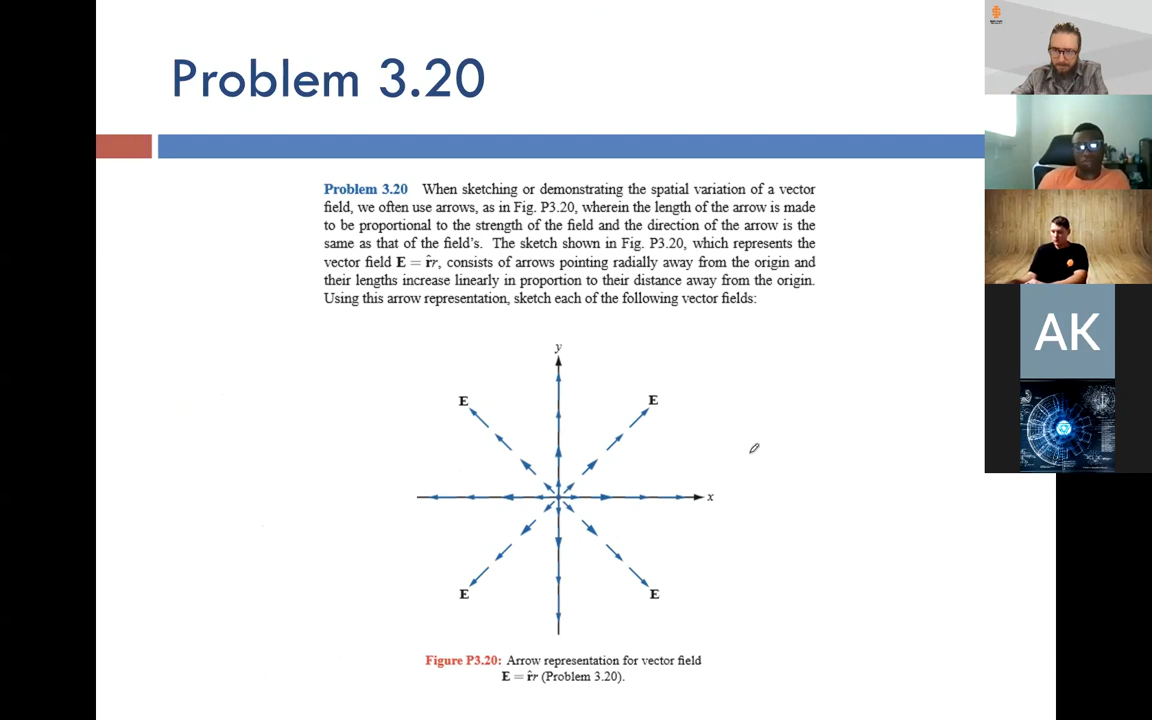 Problem 3.20
Problem 3.20 When sketching or demonstrating the spatial variation of a vector
field, we often use arrows, as in Fig. P3.20, wherein the length of the arrow is made
to be proportional to the strength of the field and the direction of the arrow is the
same as that of the field's. The sketch shown in Fig. P3.20, which represents the
vector field E = r̂r, consists of arrows pointing radially away from the origin and
their lengths increase linearly in proportion to their distance away from the origin.
Using this arrow representation, sketch each of the following vector fields:
y
E
E
x
E
E
Figure P3.20: Arrow representation for vector field
E = r̂r (Problem 3.20).
AK